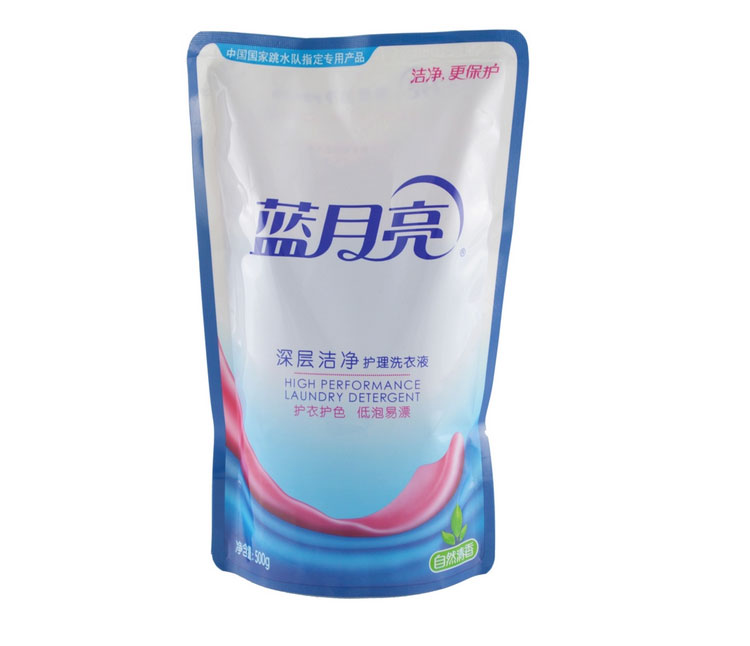 中国国家跳水队指定专用产品
洁净,更保护
蓝月亮®
深层洁净护理洗衣液
HIGH PERFORMANCE
LAUNDRY DETERGENT
护衣护色 低泡易漂
净含量:500g
自然清香